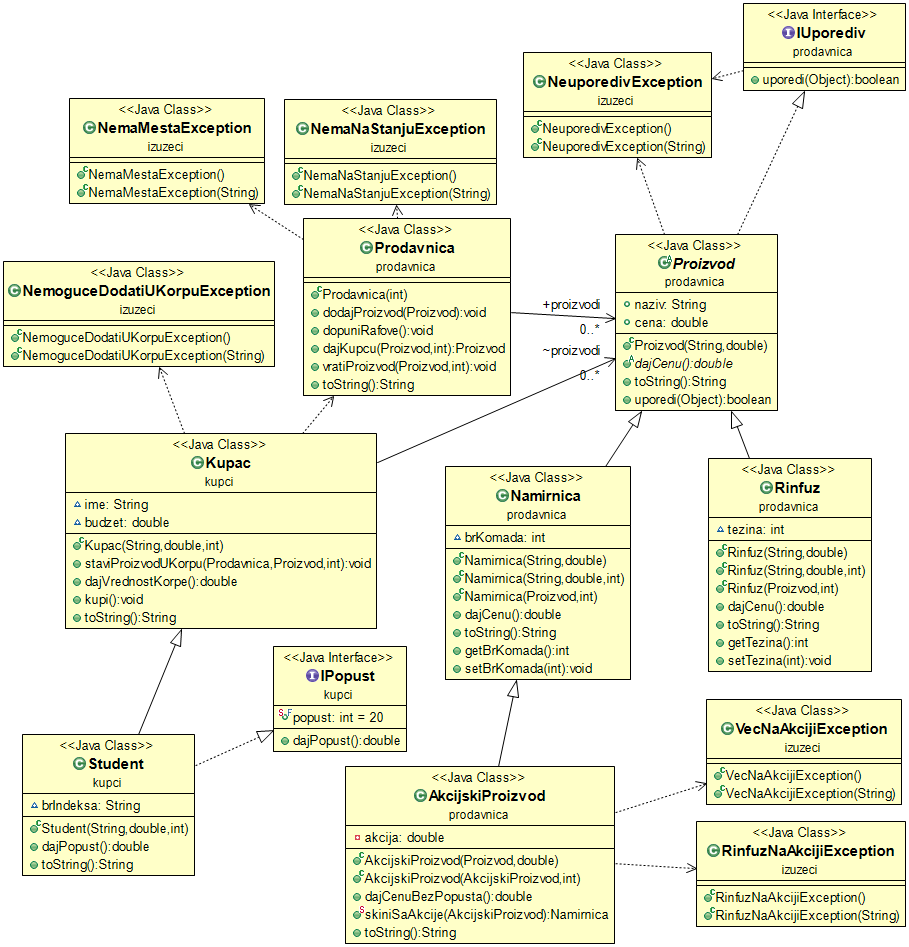 <<Java Interface>>
IUporediv
prodavnica
uporedi(Object):boolean
<<Java Class>>
NeuporedivException
izuzeci
NeuporedivException()
NeuporedivException(String)
<<Java Class>>
NemaMestaException
izuzeci
NemaMestaException()
NemaMestaException(String)
<<Java Class>>
NemaNaStanjuException
izuzeci
NemaNaStanjuException()
NemaNaStanjuException(String)
<<Java Class>>
Prodavnica
prodavnica
Prodavnica(int)
dodajProizvod(Proizvod):void
dopuniRafove():void
dajKupcu(Proizvod,int):Proizvod
vratiProizvod(Proizvod,int):void
toString():String
+proizvodi
0..*
~proizvodi
0..*
<<Java Class>>
Proizvod
prodavnica
naziv: String
cena: double
Proizvod(String,double)
dajCenu():double
toString():String
uporedi(Object):boolean
<<Java Class>>
NemoguceDodatiUKorpuException
izuzeci
NemoguceDodatiUKorpuException()
NemoguceDodatiUKorpuException(String)
<<Java Class>>
Kupac
kupci
ime: String
budzet: double
Kupac(String,double,int)
staviProizvodUKorpu(Prodavnica,Proizvod,int):void
dajVrednostKorpe():double
kupi():void
toString():String
<<Java Class>>
Namirnica
prodavnica
brKomada: int
Namirnica(String,double)
Namirnica(String,double,int)
Namirnica(Proizvod,int)
dajCenu():double
toString():String
getBrKomada():int
setBrKomada(int):void
<<Java Class>>
Rinfuz
prodavnica
tezina: int
Rinfuz(String,double)
Rinfuz(String,double,int)
Rinfuz(Proizvod,int)
dajCenu():double
toString():String
getTezina():int
setTezina(int):void
<<Java Interface>>
IPopust
kupci
popust: int = 20
dajPopust():double
<<Java Class>>
Student
kupci
brIndeksa: String
Student(String,double,int)
dajPopust():double
toString():String
<<Java Class>>
AkcijskiProizvod
prodavnica
akcija: double
AkcijskiProizvod(Proizvod,double)
AkcijskiProizvod(AkcijskiProizvod,int)
dajCenuBezPopusta():double
skiniSaAkcije(AkcijskiProizvod):Namirnica
toString():String
<<Java Class>>
VecNaAkcijiException
izuzeci
VecNaAkcijiException()
VecNaAkcijiException(String)
<<Java Class>>
RinfuzNaAkcijiException
izuzeci
RinfuzNaAkcijiException()
RinfuzNaAkcijiException(String)